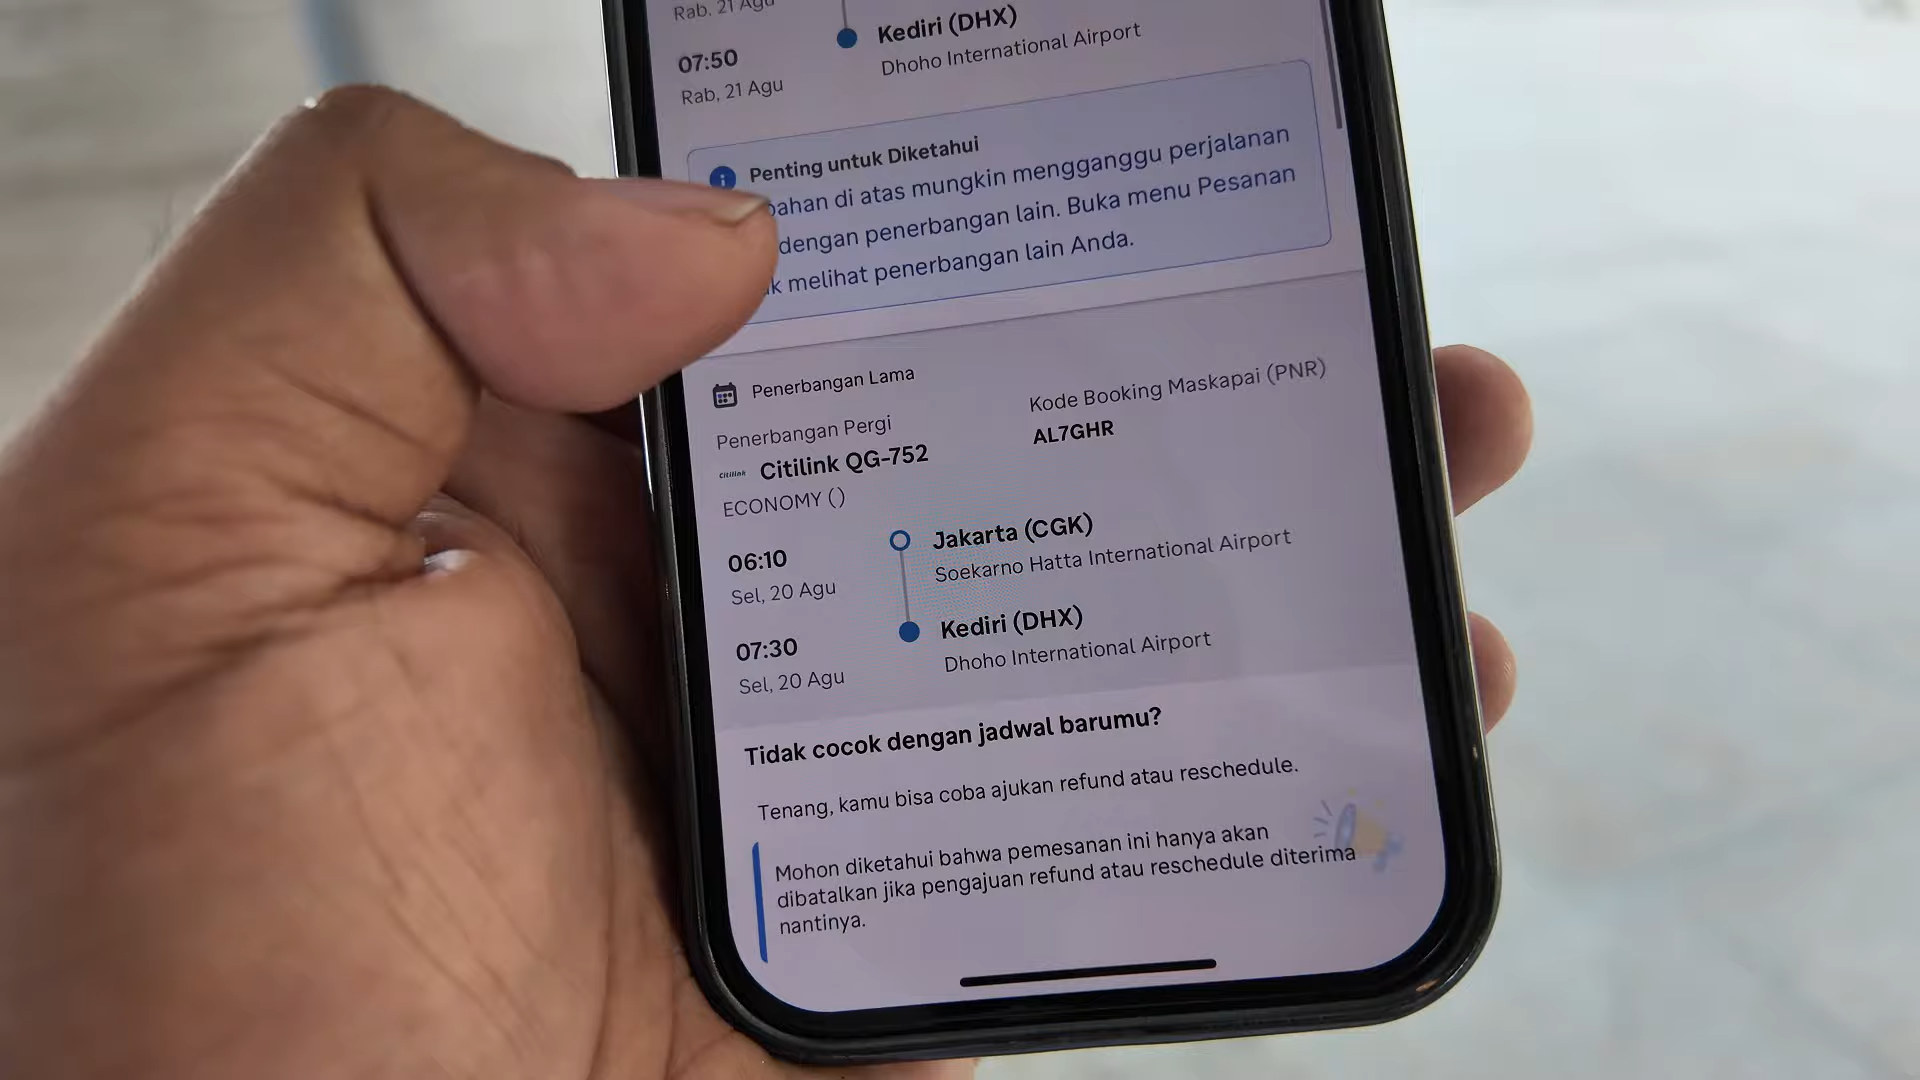 Rab, 21 Agu
Kediri (DHX)
07:50
Dhoho International Airport
Rab, 21 Agu
Penting untuk Diketahui
di atas mungkin mengganggu perjalanan
dengan penerbangan lain. Buka menu Pesanan
melihat penerbangan lain Anda.
Penerbangan Lama
Kode Booking Maskapai (PNR)
Penerbangan Pergi
AL7GHR
Citilink
Citilink QG-752
ECONOMY ()
06:10
Jakarta (CGK)
Sel, 20 Agu
Soekarno Hatta International Airport
07:30
Kediri (DHX)
Sel, 20 Agu
Dhoho International Airport
Tidak cocok dengan jadwal barumu?
Tenang, kamu bisa coba ajukan refund atau reschedule.
Mohon diketahui bahwa pemesanan ini hanya akan
dibatalkan jika pengajuan refund atau reschedule diterima
nantinya.